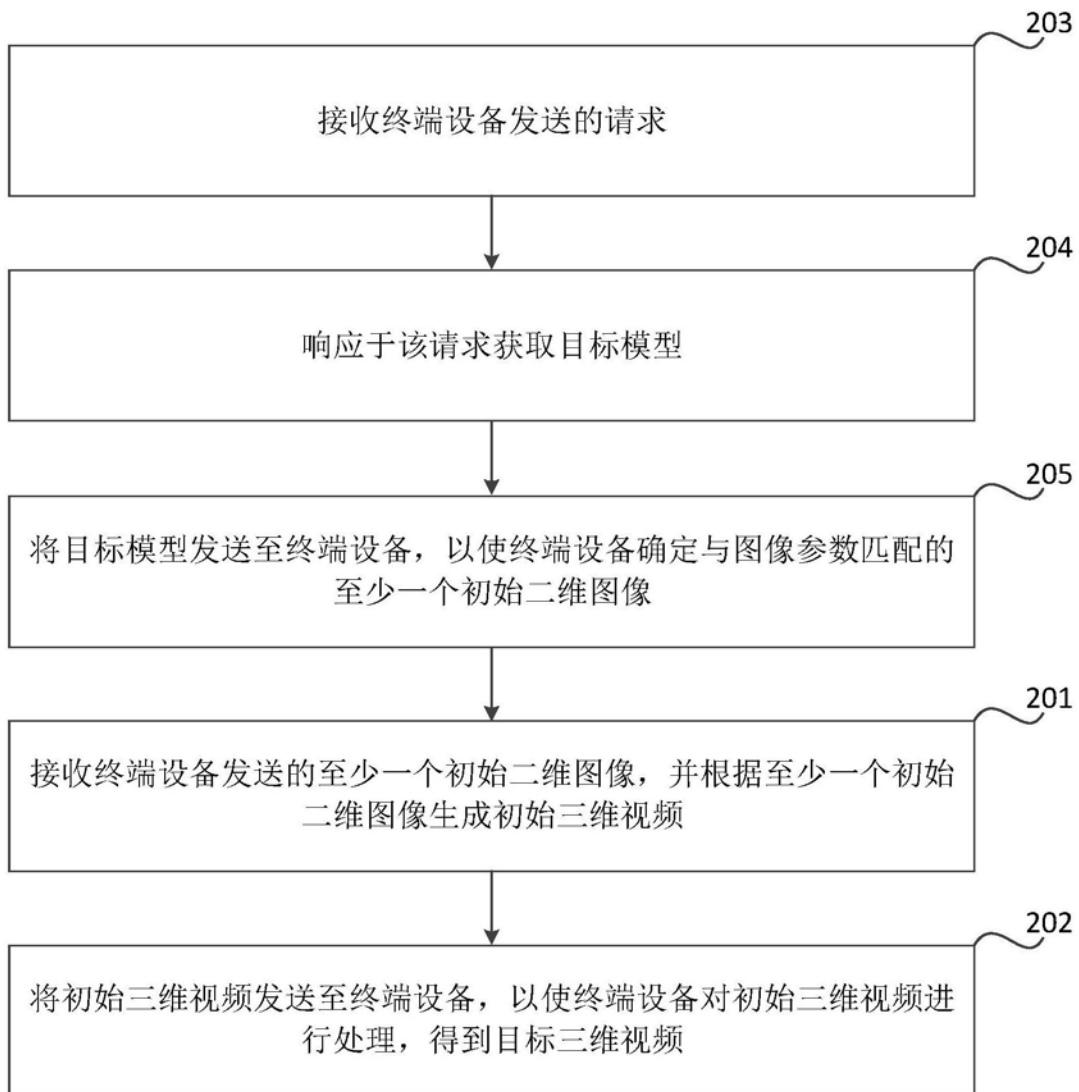 203
接收终端设备发送的请求
204
响应于该请求获取目标模型
205
将目标模型发送至终端设备，以使终端设备确定与图像参数匹配的
至少一个初始二维图像
201
接收终端设备发送的至少一个初始二维图像，并根据至少一个初始
二维图像生成初始三维视频
202
将初始三维视频发送至终端设备，以使终端设备对初始三维视频进
行处理，得到目标三维视频